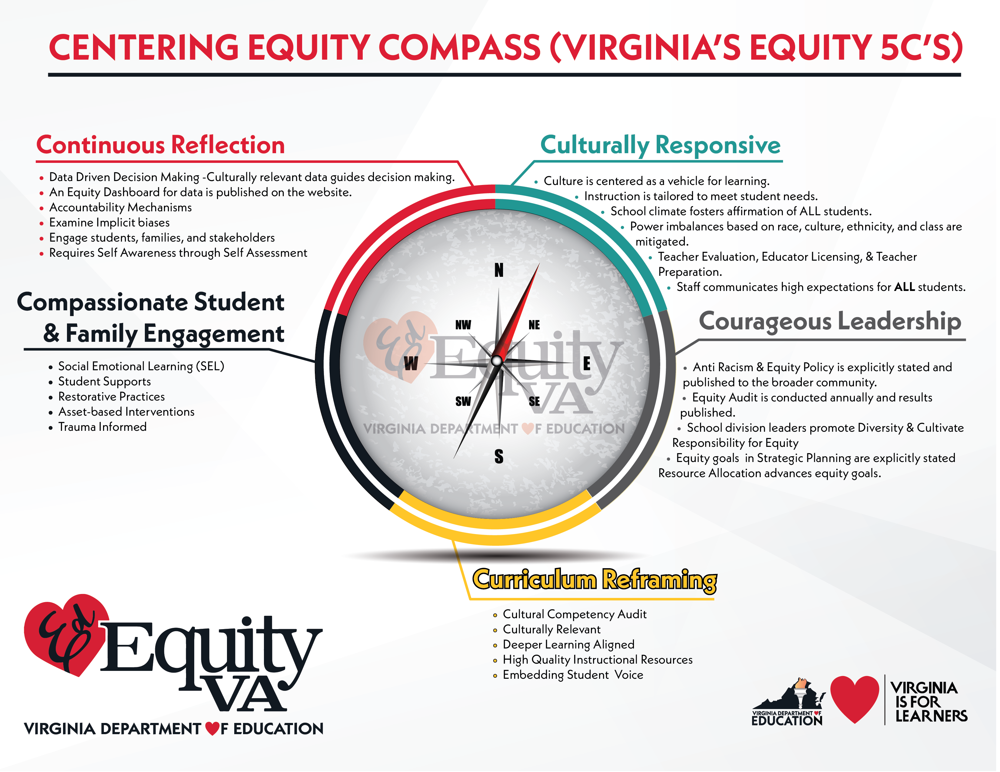 CENTERING EQUITY COMPASS (VIRGINIA'S EQUITY 5C'S)
Continuous Reflection
• Data Driven Decision Making -Culturally relevant data guides decision making.
• An Equity Dashboard for data is published on the website.
• Accountability Mechanisms
• Examine Implicit biases
• Engage students, families, and stakeholders
• Requires Self Awareness through Self Assessment
Culturally Responsive
• Culture is centered as a vehicle for learning.
• Instruction is tailored to meet student needs.
• School climate fosters affirmation of ALL students.
• Power imbalances based on race, culture, ethnicity, and class are
mitigated.
• Teacher Evaluation, Educator Licensing, & Teacher
Preparation.
• Staff communicates high expectations for ALL students.
Compassionate Student
& Family Engagement
• Social Emotional Learning (SEL)
• Student Supports
• Restorative Practices
• Asset-based Interventions
• Trauma Informed
N
NW NE
W E
SW SE
S
Ed Equity
VA
VIRGINIA DEPARTMENT ♥F EDUCATION
Courageous Leadership
• Anti Racism & Equity Policy is explicitly stated and
published to the broader community.
• Equity Audit is conducted annually and results
published.
• School division leaders promote Diversity & Cultivate
Responsibility for Equity
• Equity goals in Strategic Planning are explicitly stated
Resource Allocation advances equity goals.
Curriculum Reframing
• Cultural Competency Audit
• Culturally Relevant
• Deeper Learning Aligned
• High Quality Instructional Resources
• Embedding Student Voice
Ed Equity
VA
VIRGINIA DEPARTMENT ♥F EDUCATION
VIRGINIA DEPARTMENT ♥F
EDUCATION
VIRGINIA
IS FOR
LEARNERS